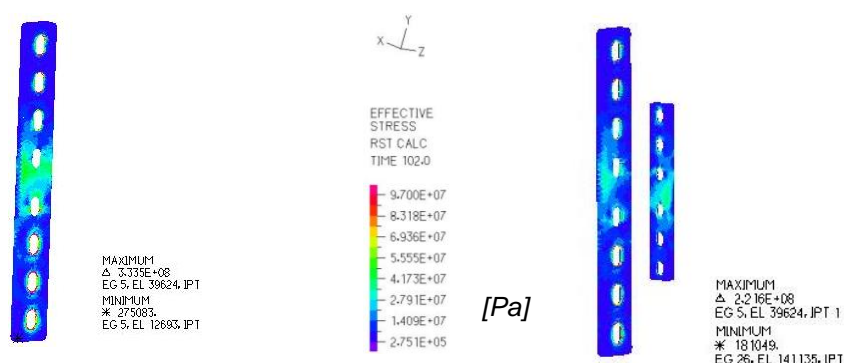 Y
X
Z
EFFECTIVE
STRESS
RST CALC
TIME 102.0
9.700E+07
8.318E+07
6.936E+07
5.555E+07
4.173E+07
2.791E+07
1.409E+07
2.751E+05
[Pa]
MAXIMUM
Δ 3.335E+08
EG 5, EL 39624, IPT
MINIMUM
* 275083.
EG 5, EL 12693, IPT
MAXIMUM
Δ 2.216E+08
EG 5, EL 39624, IPT 1
MINIMUM
* 181049.
EG 26, EL 141135, IPT